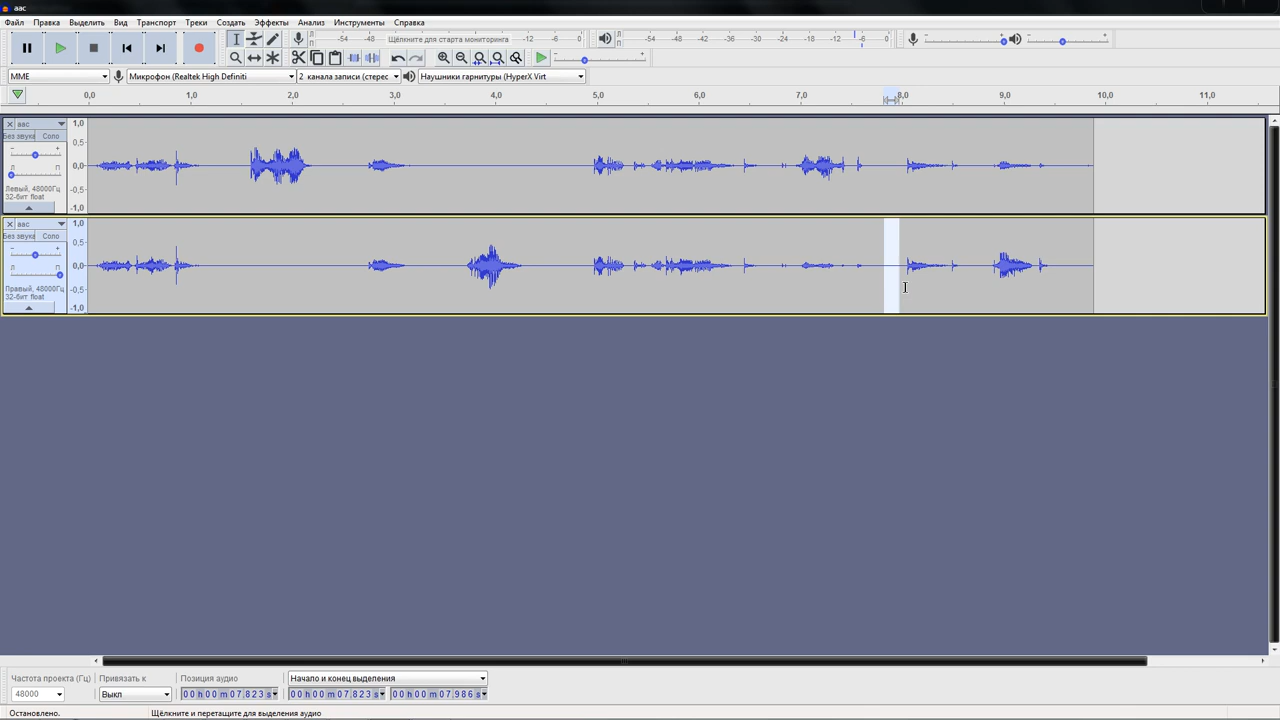 aac
Файл Правка Выделить Вид Транспорт Треки Создать Эффекты Анализ Инструменты Справка
-54 -48 Щёлкните для старта мониторинга -12 -6 0 -54 -48 -42 -36 -30 -24 -18 -12 -6 0
MME Микрофон (Realtek High Definiti 2 канала записи (стерес Наушники гарнитуры (HyperX Virt
0,0 1,0 2,0 3,0 4,0 5,0 6,0 7,0 8,0 9,0 10,0 11,0
aac
Без звука Соло
- +
Л П
Левый, 48000Гц
32-бит float
1,0
0,5
0,0
-0,5
-1,0
aac
Без звука Соло
- +
Л П
Правый, 48000Гц
32-бит float
1,0
0,5
0,0
-0,5
-1,0
Частота проекта (Гц) Привязать к Позиция аудио Начало и конец выделения
48000 Выкл 00 h 00 m 07,823 s 00 h 00 m 07,823 s 00 h 00 m 07,986 s
Остановлено. Щёлкните и перетащите для выделения аудио